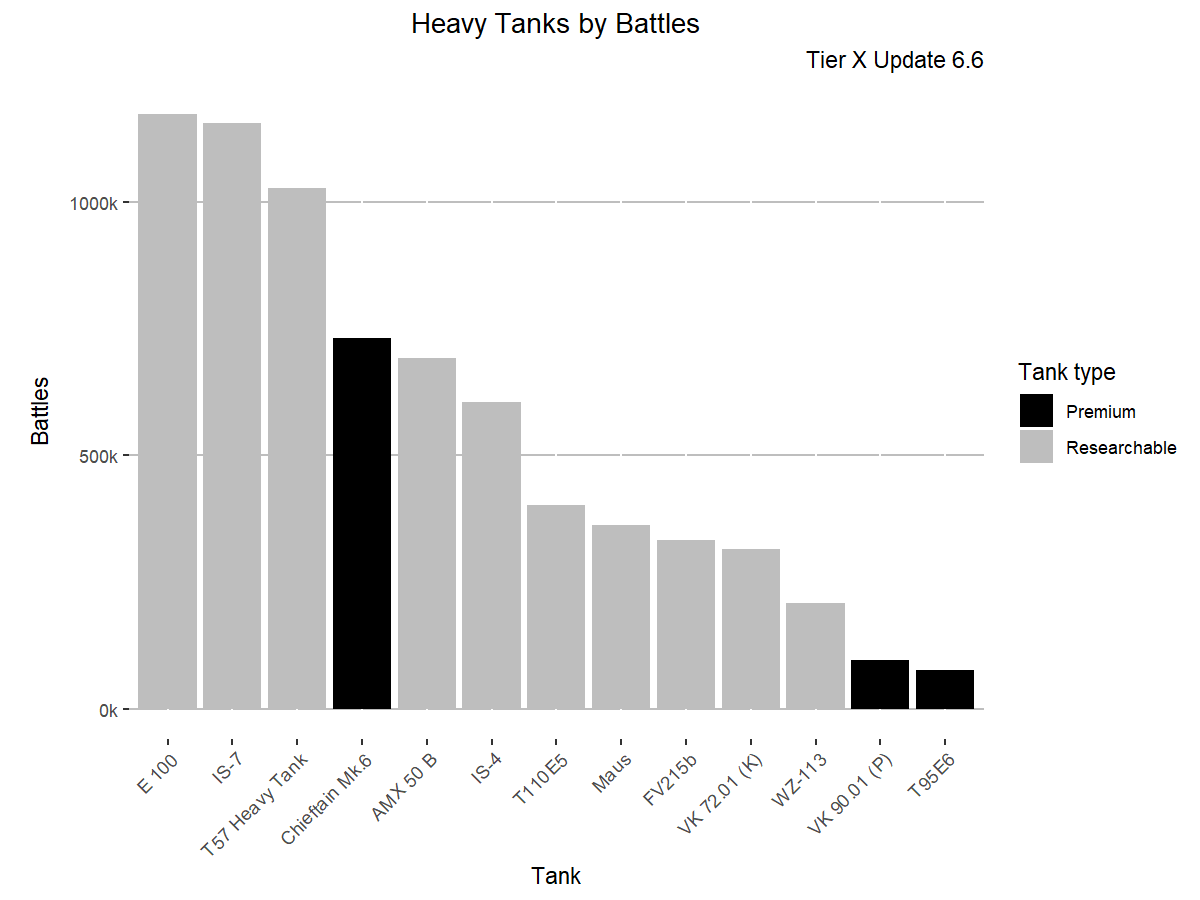 Heavy Tanks by Battles
Tier X Update 6.6
1000k
500k
0k
Battles
E 100
IS-7
T57 Heavy Tank
Chieftain Mk.6
AMX 50 B
IS-4
T110E5
Maus
FV215b
VK 72.01 (K)
WZ-113
VK 90.01 (P)
T95E6
Tank
Tank type
Premium
Researchable